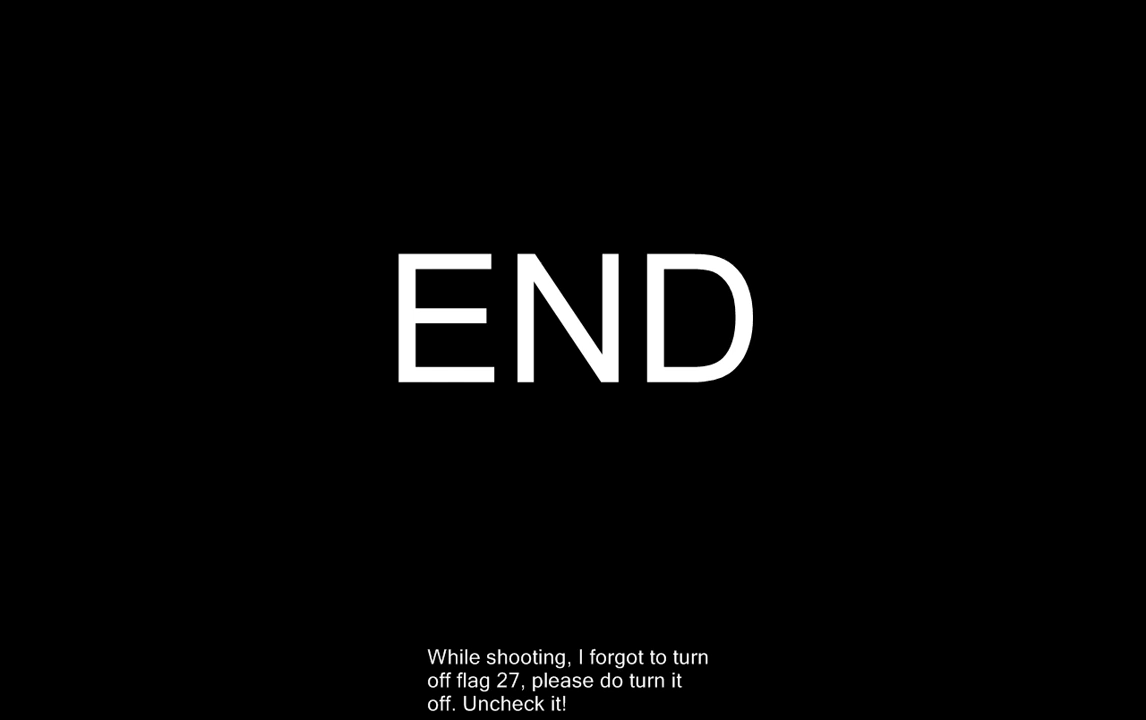 END
While shooting, I forgot to turn
off flag 27, please do turn it
off. Uncheck it!